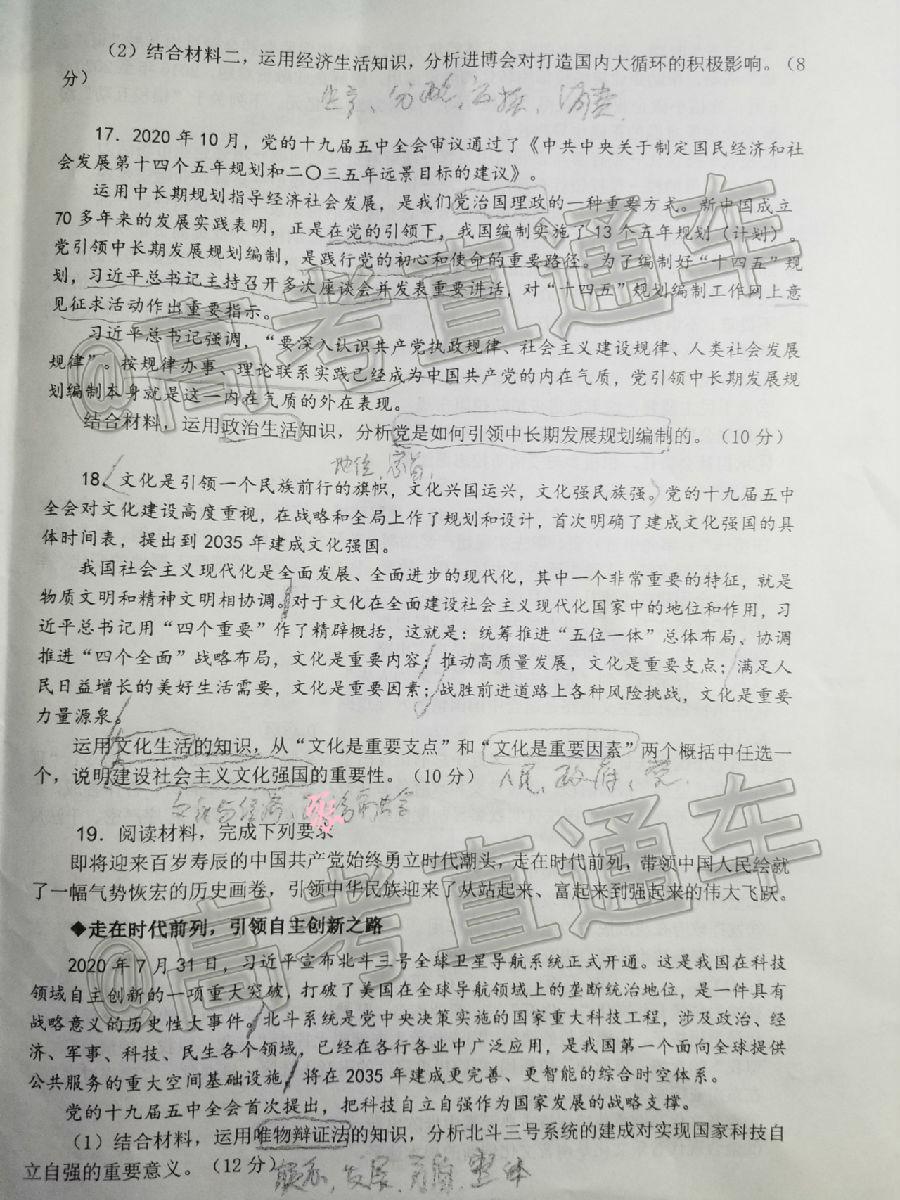 （2）结合材料二，运用经济生活知识，分析进博会对打造国内大循环的积极影响。（8
分）
生产、分配、交换、消费
17．2020 年 10 月，党的十九届五中全会审议通过了《中共中央关于制定国民经济和社
会发展第十四个五年规划和二〇三五年远景目标的建议》。
运用中长期规划指导经济社会发展，是我们党治国理政的一种重要方式。新中国成立
70 多年来的发展实践表明，正是在党的引领下，我国编制实施了 13 个五年规划（计划）。
党引领中长期发展规划编制，是践行党的初心和使命的重要路径。为了编制好“十四五”规
划，习近平总书记主持召开多次座谈会并发表重要讲话，对“十四五”规划编制工作网上意
见征求活动作出重要指示。
习近平总书记强调，“要深入认识共产党执政规律、社会主义建设规律、人类社会发展
规律”。按规律办事、理论联系实践已经成为中国共产党的内在气质，党引领中长期发展规
划编制本身就是这一内在气质的外在表现。
结合材料，运用政治生活知识，分析党是如何引领中长期发展规划编制的。（10 分）
地位、
18．文化是引领一个民族前行的旗帜，文化兴国运兴，文化强民族强。党的十九届五中
全会对文化建设高度重视，在战略和全局上作了规划和设计，首次明确了建成文化强国的具
体时间表，提出到 2035 年建成文化强国。
我国社会主义现代化是全面发展、全面进步的现代化，其中一个非常重要的特征，就是
物质文明和精神文明相协调。对于文化在全面建设社会主义现代化国家中的地位和作用，习
近平总书记用“四个重要”作了精辟概括，这就是：统筹推进“五位一体”总体布局、协调
推进“四个全面”战略布局，文化是重要内容；推动高质量发展，文化是重要支点；满足人
民日益增长的美好生活需要，文化是重要因素；战胜前进道路上各种风险挑战，文化是重要
力量源泉。
运用文化生活的知识，从“文化是重要支点”和“文化是重要因素”两个概括中任选一
个，说明建设社会主义文化强国的重要性。（10 分）
人民、政府、党
文化与经济、
19．阅读材料，完成下列要求
即将迎来百岁寿辰的中国共产党始终勇立时代潮头，走在时代前列，带领中国人民绘就
了一幅气势恢宏的历史画卷，引领中华民族迎来了从站起来、富起来到强起来的伟大飞跃。
◆走在时代前列，引领自主创新之路
2020 年 7 月 31 日，习近平宣布北斗三号全球卫星导航系统正式开通。这是我国在科技
领域自主创新的一项重大突破，打破了美国在全球导航领域上的垄断统治地位，是一件具有
战略意义的历史性大事件。北斗系统是党中央决策实施的国家重大科技工程，涉及政治、经
济、军事、科技、民生各个领域，已经在各行各业中广泛应用，是我国第一个面向全球提供
公共服务的重大空间基础设施，将在 2035 年建成更完善、更智能的综合时空体系。
党的十九届五中全会首次提出，把科技自立自强作为国家发展的战略支撑。
（1）结合材料，运用唯物辩证法的知识，分析北斗三号系统的建成对实现国家科技自
立自强的重要意义。（12 分）
联系、发展、矛盾、整体
@高考直通车
@高考直通车